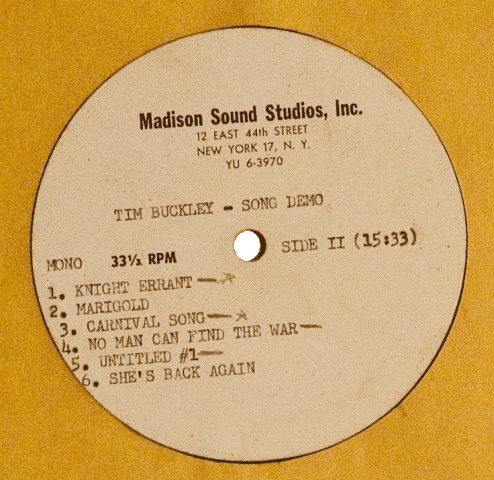 Madison Sound Studios, Inc.
12 EAST 44th STREET
NEW YORK 17, N. Y.
YU 6-3970
TIM BUCKLEY - SONG DEMO
SIDE II (15:33)
MONO 33⅓ RPM
1. KNIGHT ERRANT—☆
2. MARIGOLD
3. CARNIVAL SONG—☆
4. NO MAN CAN FIND THE WAR—
5. UNTITLED #1—
6. SHE'S BACK AGAIN